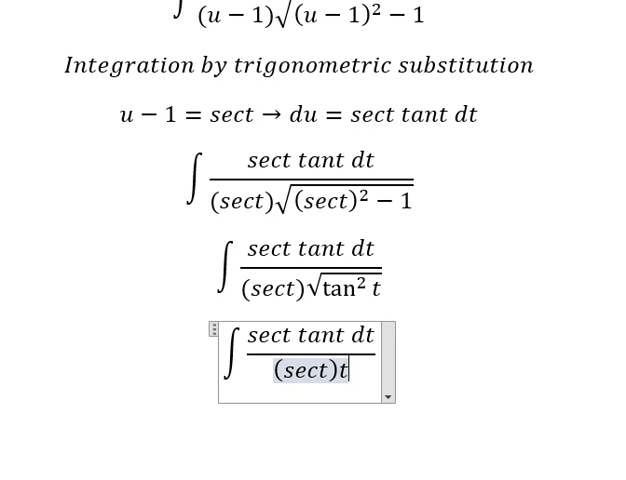 ∫ (u − 1)√(u − 1)² − 1
Integration by trigonometric substitution
u − 1 = sect → du = sect tant dt
∫ sect tant dt
(sect)√(sect)² − 1
∫ sect tant dt
(sect)√tan² t
∫ sect tant dt
(sect)t